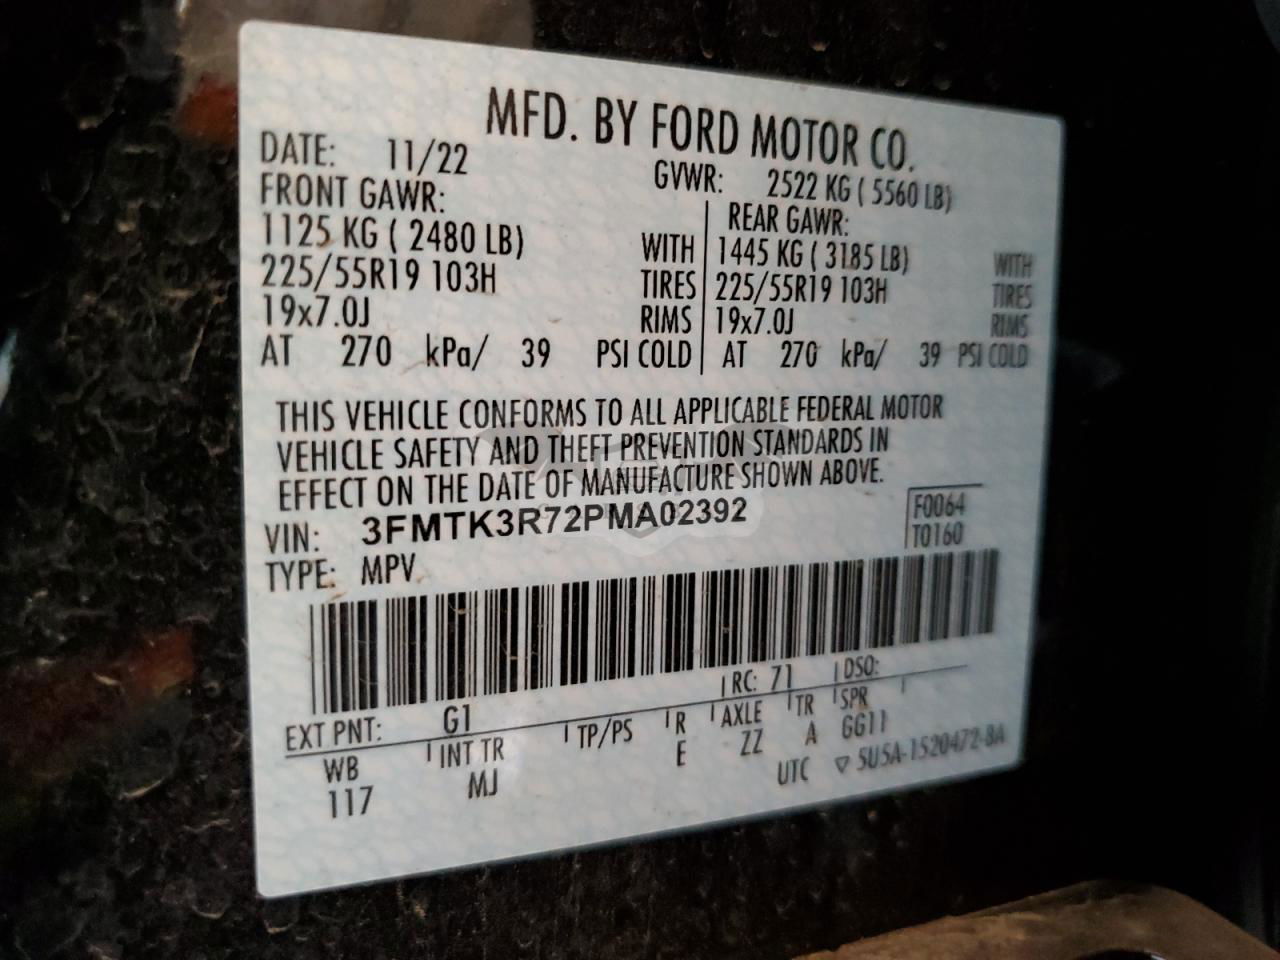 MFD. BY FORD MOTOR CO.
DATE: 11/22 GVWR: 2522 KG ( 5560 LB)
FRONT GAWR: REAR GAWR:
1125 KG ( 2480 LB) WITH 1445 KG ( 3185 LB) WITH
225/55R19 103H TIRES 225/55R19 103H TIRES
19x7.0J RIMS 19x7.0J RIMS
AT 270 kPa/ 39 PSI COLD AT 270 kPa/ 39 PSI COLD
THIS VEHICLE CONFORMS TO ALL APPLICABLE FEDERAL MOTOR
VEHICLE SAFETY AND THEFT PREVENTION STANDARDS IN
EFFECT ON THE DATE OF MANUFACTURE SHOWN ABOVE.
VIN: 3FMTK3R72PMA02392 F0064
TYPE: MPV T0160
EXT PNT: G1 RC: 71 DSO:
WB INT TR TP/PS R AXLE TR SPR
117 MJ E ZZ A GG11
UTC ▽ 5U5A-1520472-BA